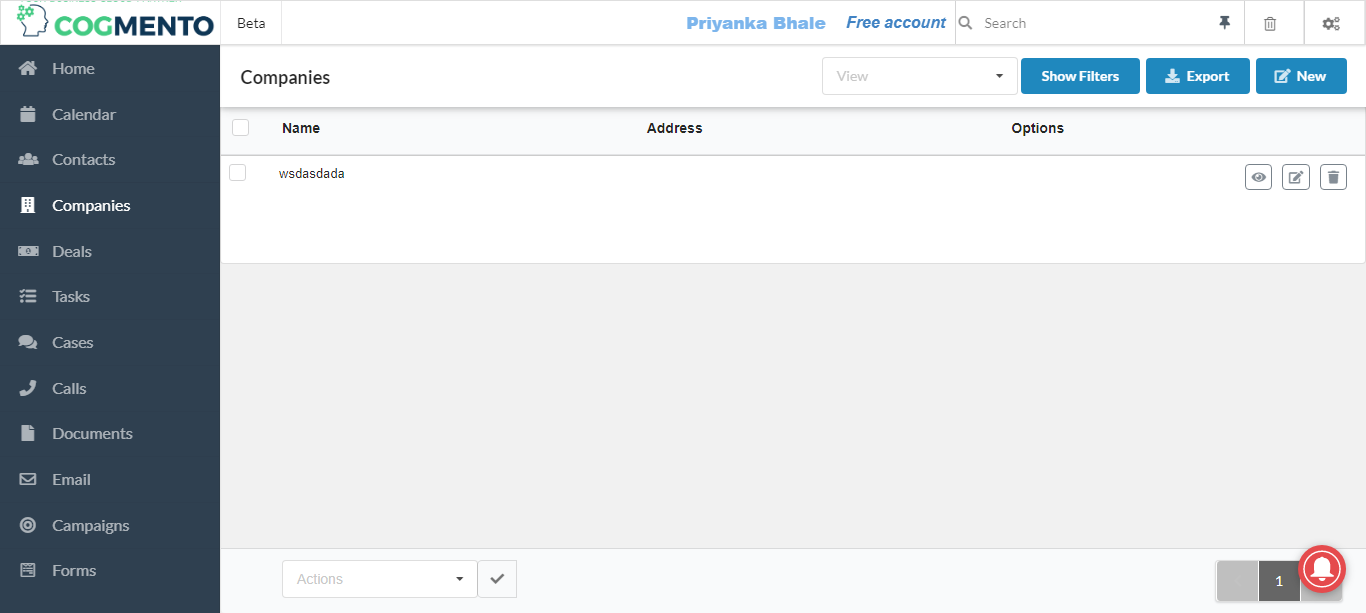 COGMENTO
Beta
Priyanka Bhale
Free account
Search
Home
Calendar
Contacts
Companies
Deals
Tasks
Cases
Calls
Documents
Email
Campaigns
Forms
Companies
View
Show Filters
Export
New
Name
Address
Options
wsdasdada
Actions
1